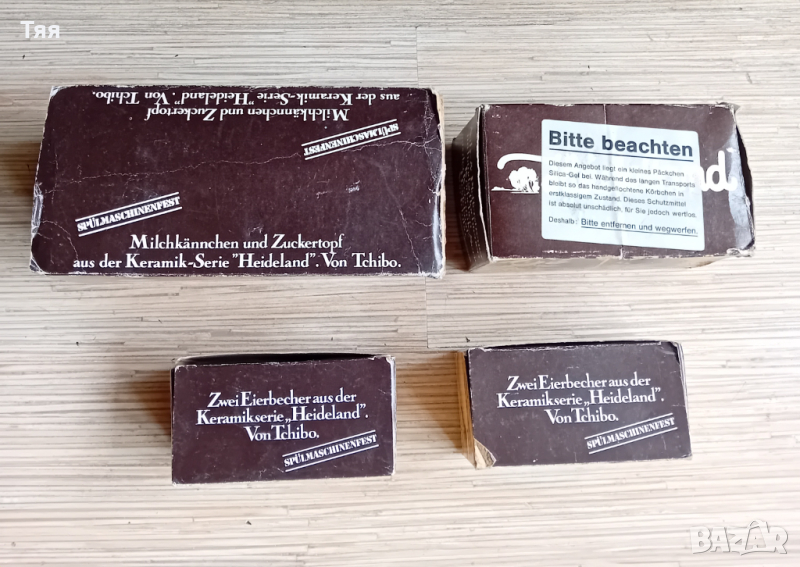 Тяя
Milchkännchen und Zuckertopf
aus der Keramik-Serie "Heideland". Von Tchibo.
SPÜLMASCHINENFEST
SPÜLMASCHINENFEST
Milchkännchen und Zuckertopf
aus der Keramik-Serie "Heideland". Von Tchibo.
Bitte beachten
Diesem Angebot liegt ein kleines Päckchen
Silica-Gel bei. Während des langen Transports
bleibt so das handgeflochtene Körbchen in
erstklassigem Zustand. Dieses Schutzmittel
ist absolut unschädlich, für Sie jedoch wertlos.
Deshalb: Bitte entfernen und wegwerfen.
nd
Zwei Eierbecher aus der
Keramikserie „Heideland".
Von Tchibo.
SPÜLMASCHINENFEST
Zwei Eierbecher aus der
Keramikserie „Heideland".
Von Tchibo.
SPÜLMASCHINENFEST
BAZAR